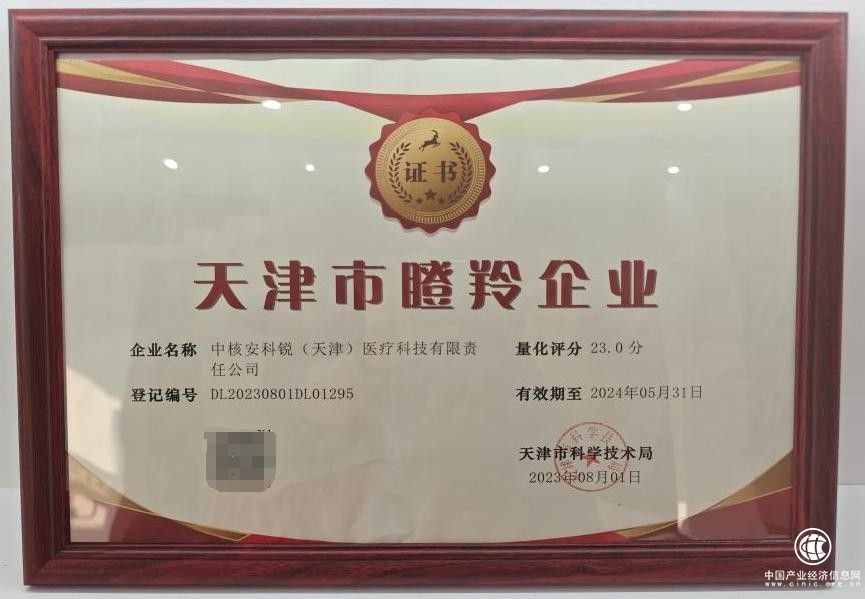 证书
天津市瞪羚企业
企业名称 中核安科锐（天津）医疗科技有限责
任公司
登记编号 DL20230801DL01295
量化评分 23.0 分
有效期至 2024年05月31日
天津市科学技术局
2023年08月01日
中国产业经济信息网
www.cinic.org.cn